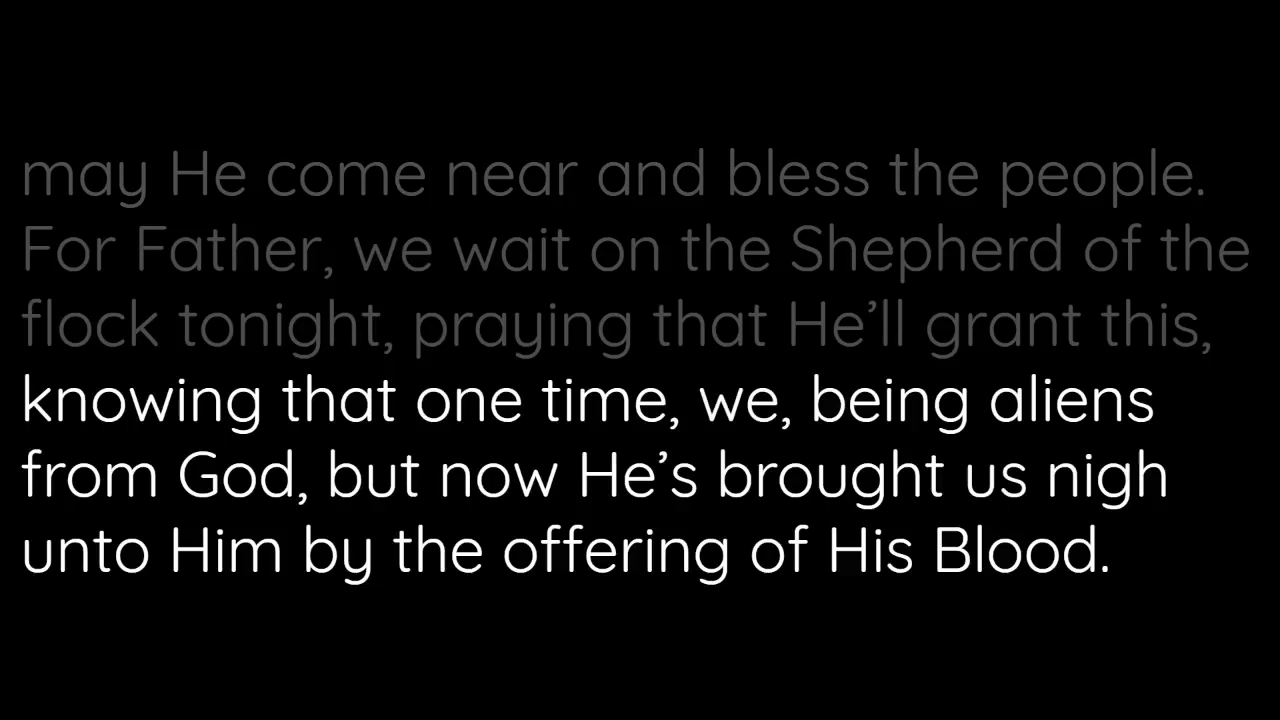 may He come near and bless the people.
For Father, we wait on the Shepherd of the
flock tonight, praying that He’ll grant this,
knowing that one time, we, being aliens
from God, but now He’s brought us nigh
unto Him by the offering of His Blood.